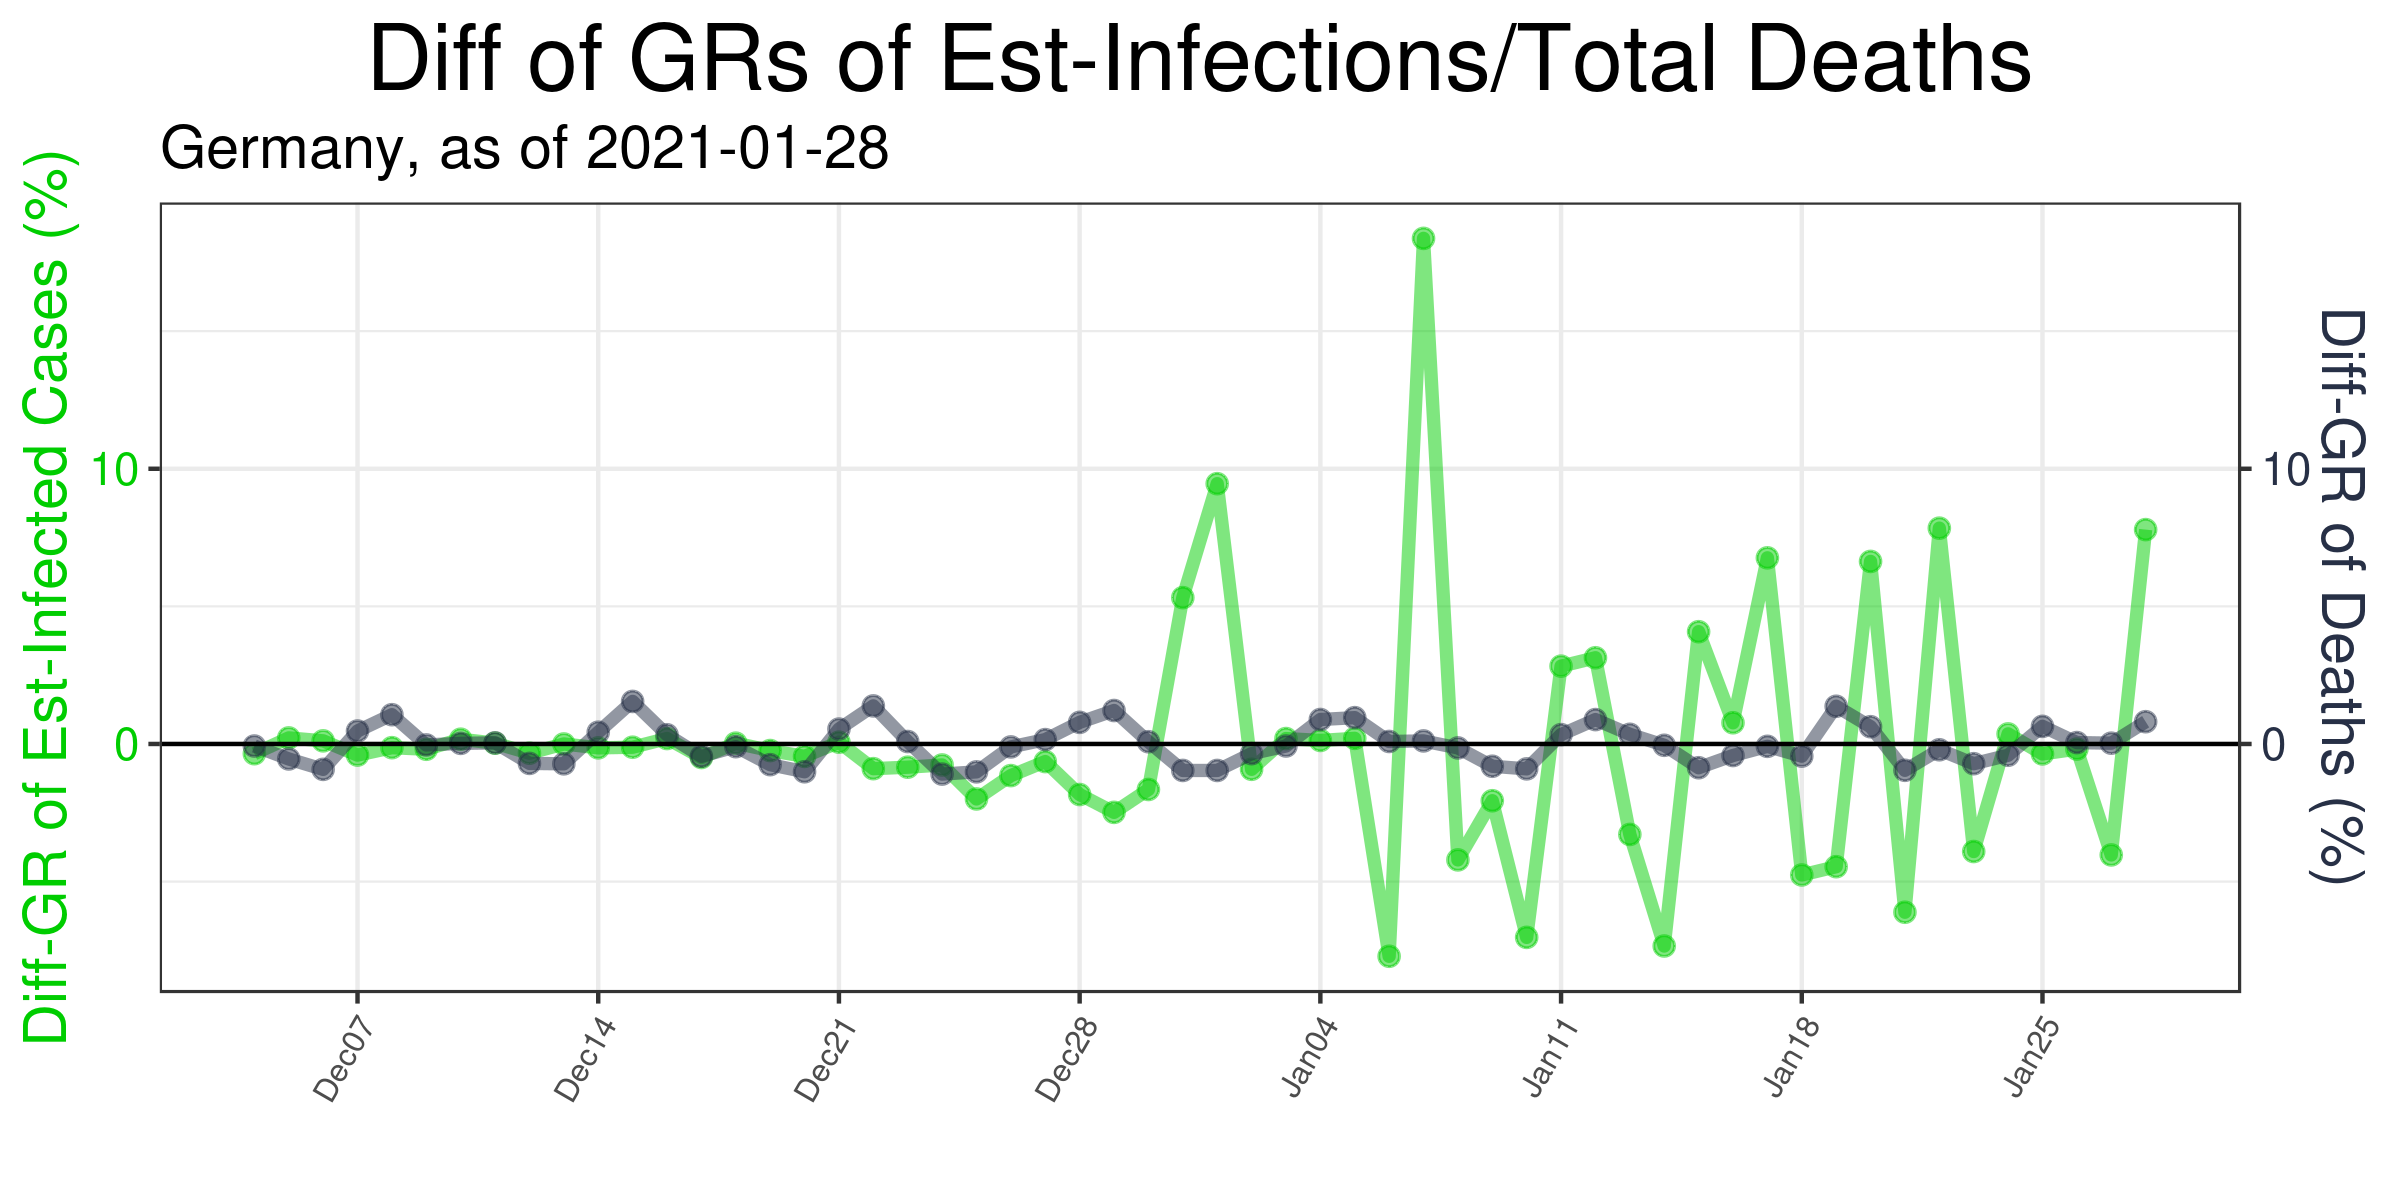 Diff of GRs of Est-Infections/Total Deaths
Germany, as of 2021-01-28
Diff-GR of Est-Infected Cases (%)
10
0
10
0
Diff-GR of Deaths (%)
Dec07
Dec14
Dec21
Dec28
Jan04
Jan11
Jan18
Jan25